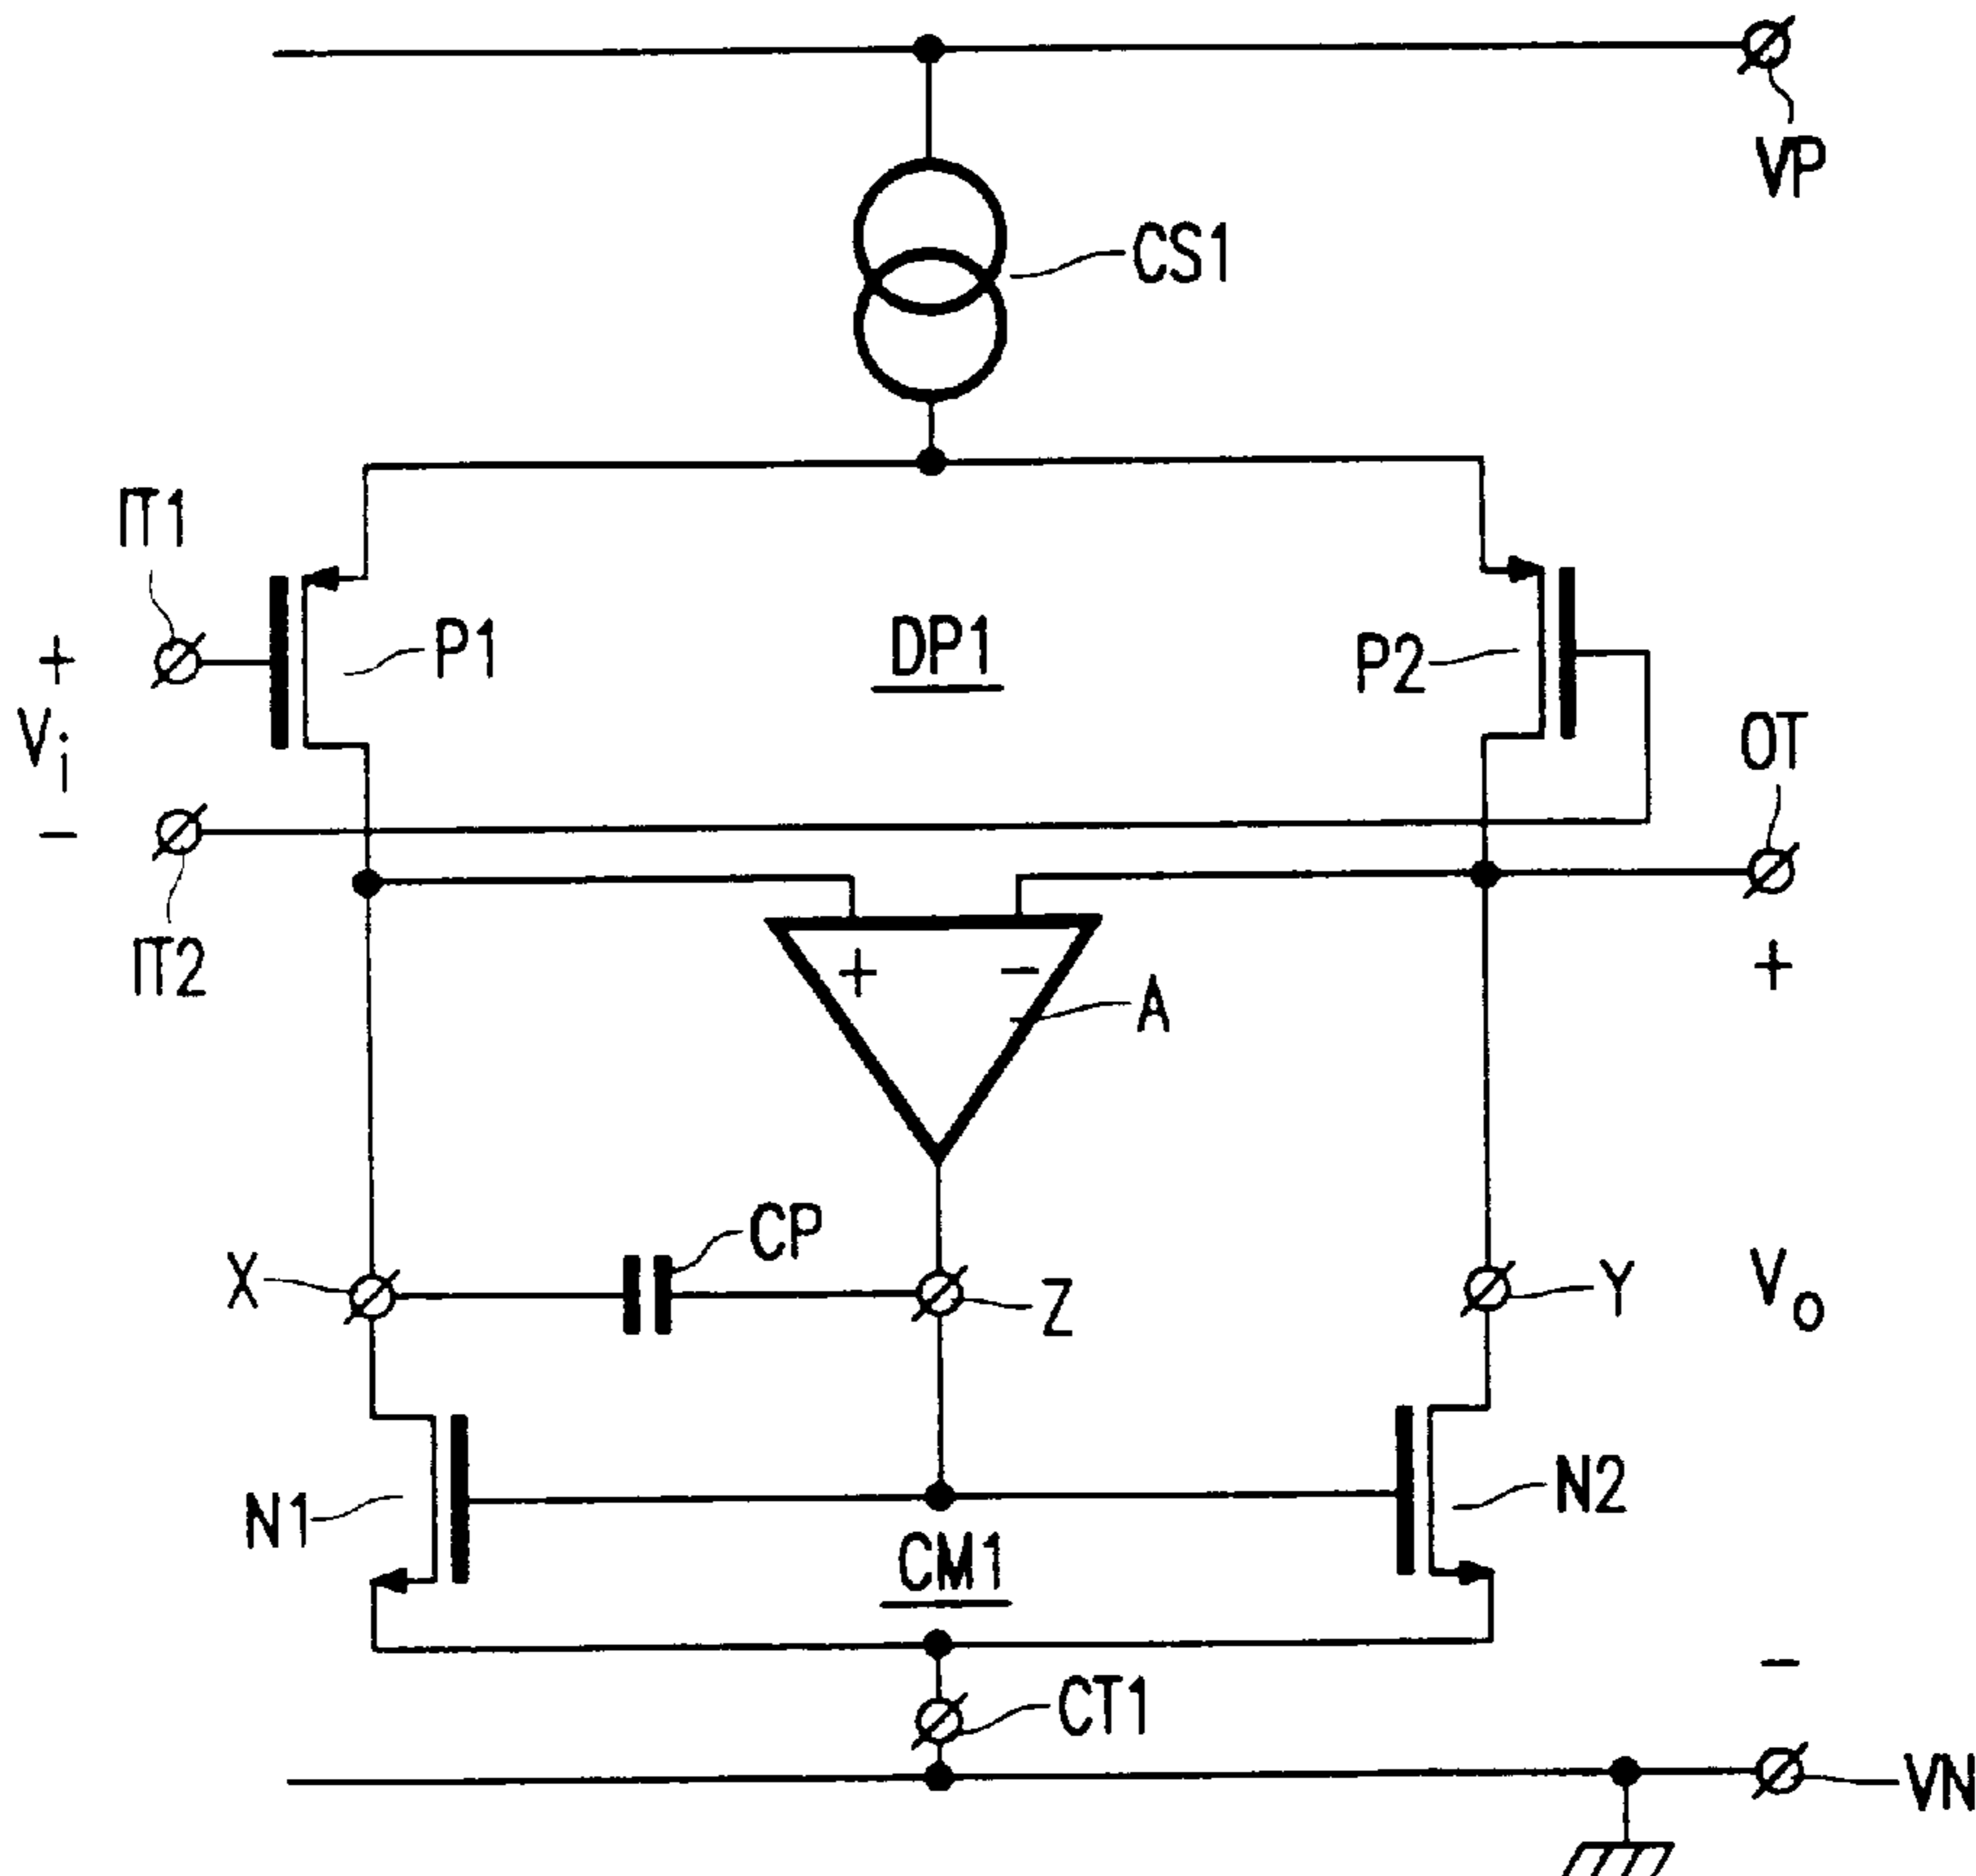 VP
CS1
IT1
P1
DP1
P2
+
Vi
−
OT
IT2
+
−
A
+
CP
X
Z
Y
Vo
N1
N2
CM1
CT1
−
VN